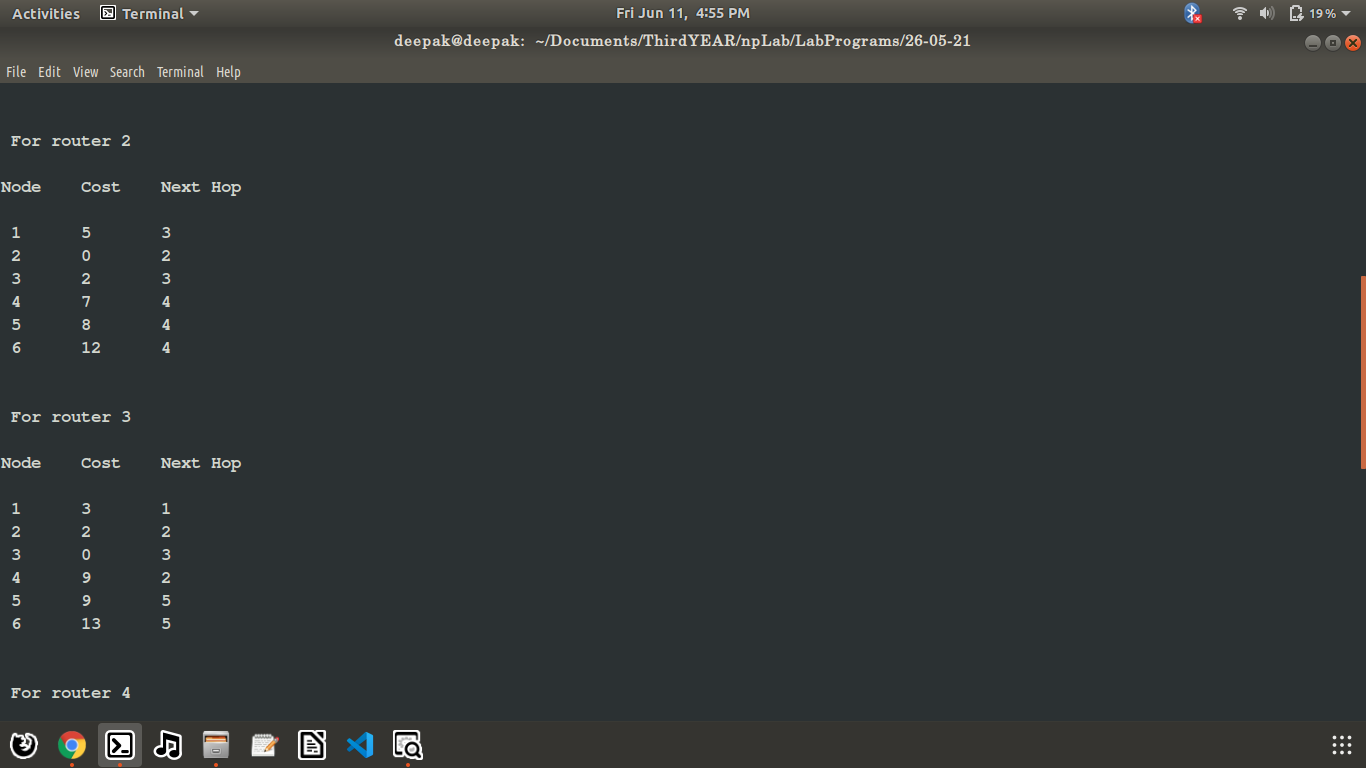 Activities Terminal Fri Jun 11, 4:55 PM 19%
deepak@deepak: ~/Documents/ThirdYEAR/npLab/LabPrograms/26-05-21
File Edit View Search Terminal Help
For router 2
Node Cost Next Hop
1 5 3
2 0 2
3 2 3
4 7 4
5 8 4
6 12 4
For router 3
Node Cost Next Hop
1 3 1
2 2 2
3 0 3
4 9 2
5 9 5
6 13 5
For router 4